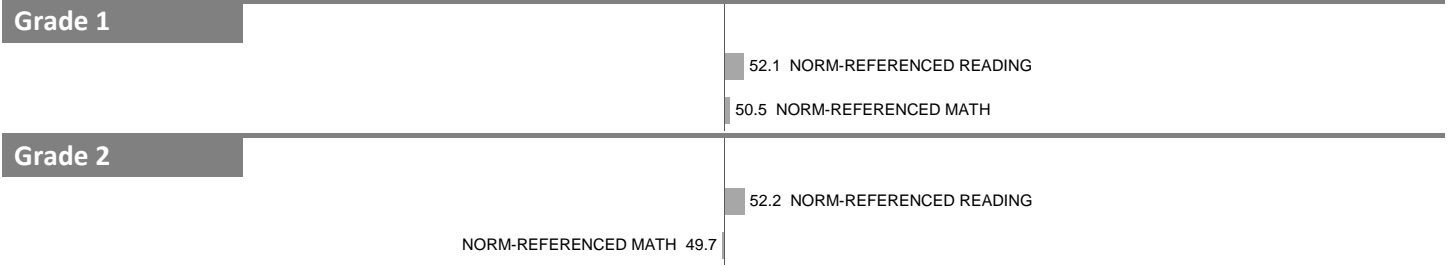 Grade 1
52.1 NORM-REFERENCED READING
50.5 NORM-REFERENCED MATH
Grade 2
52.2 NORM-REFERENCED READING
NORM-REFERENCED MATH 49.7